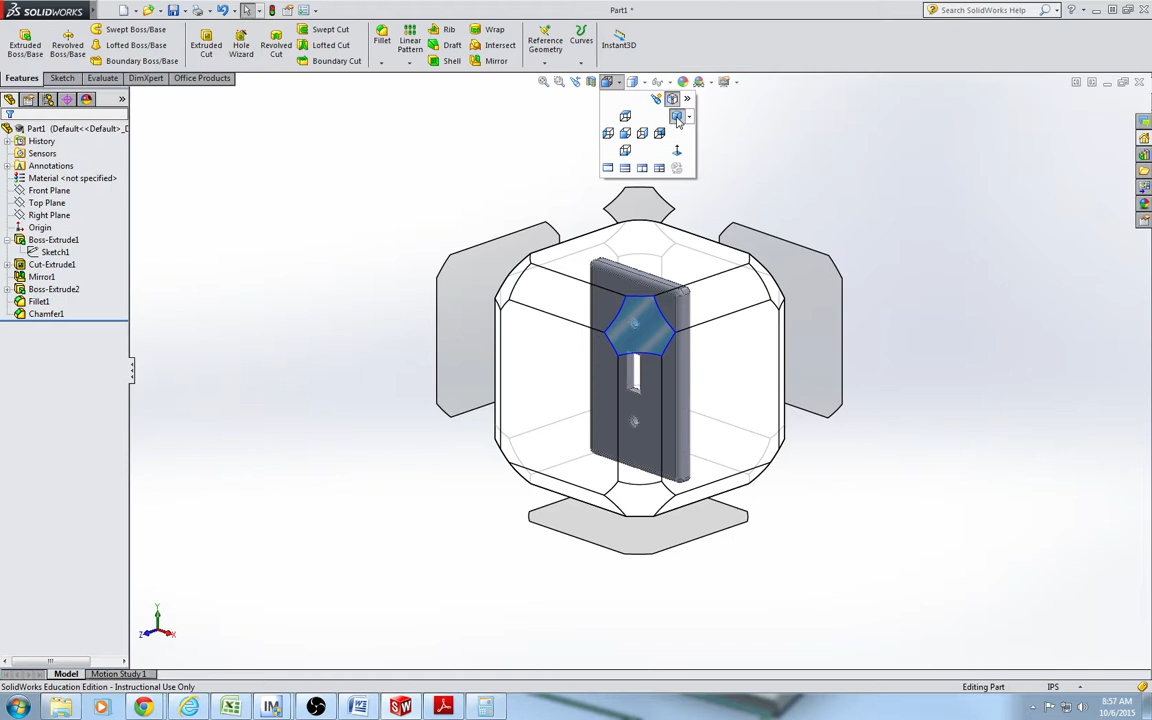 SOLIDWORKS
Part1 *
Search SolidWorks Help
Extruded Boss/Base
Revolved Boss/Base
Swept Boss/Base
Lofted Boss/Base
Boundary Boss/Base
Extruded Cut
Hole Wizard
Revolved Cut
Swept Cut
Lofted Cut
Boundary Cut
Fillet
Linear Pattern
Rib
Draft
Shell
Wrap
Intersect
Mirror
Reference Geometry
Curves
Instant3D
Features
Sketch
Evaluate
DimXpert
Office Products
Part1 (Default<<Default>_D
History
Sensors
Annotations
Material <not specified>
Front Plane
Top Plane
Right Plane
Origin
Boss-Extrude1
Sketch1
Cut-Extrude1
Mirror1
Boss-Extrude2
Fillet1
Chamfer1
Y
Z
X
Model
Motion Study 1
SolidWorks Education Edition - Instructional Use Only
Editing Part
IPS
8:57 AM
10/6/2015